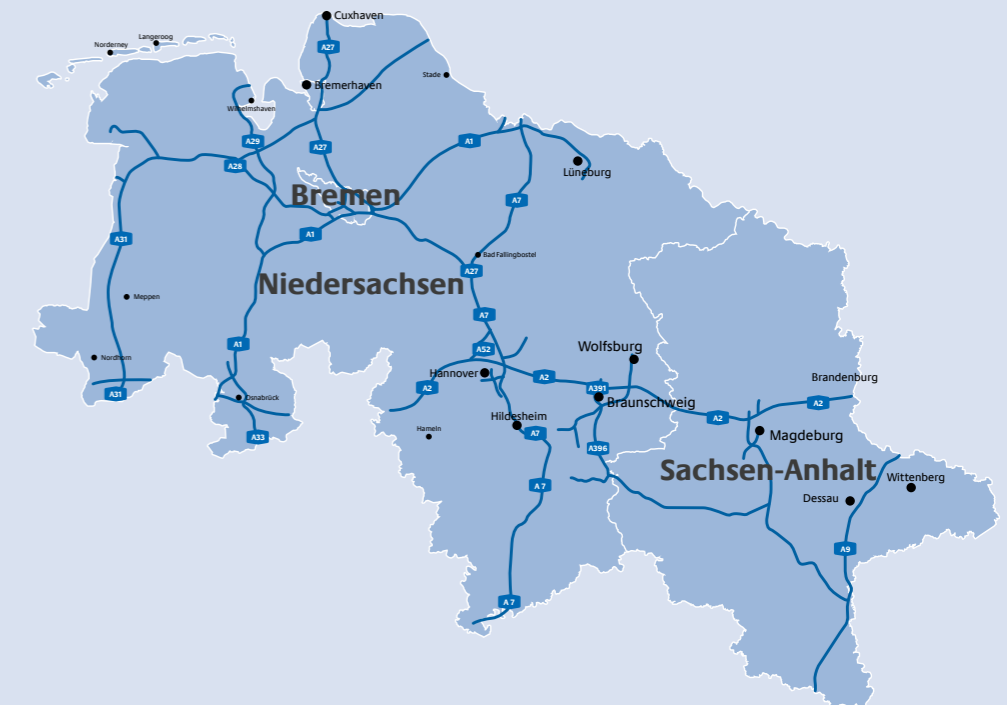 Cuxhaven
Langeroog
Norderney
A27
Stade
Bremerhaven
Wilhelmshaven
A29
A27
A1
A28
Lüneburg
Bremen
A7
A31
A1
Bad Fallingbostel
A27
Niedersachsen
Meppen
A7
A1
A52
Wolfsburg
Nordhorn
Hannover
A2
A2
A391
Brandenburg
A31
Osnabrück
Braunschweig
A2
A2
Hildesheim
Hameln
A7
A33
Magdeburg
A396
Sachsen-Anhalt
Wittenberg
A 7
Dessau
A9
A 7